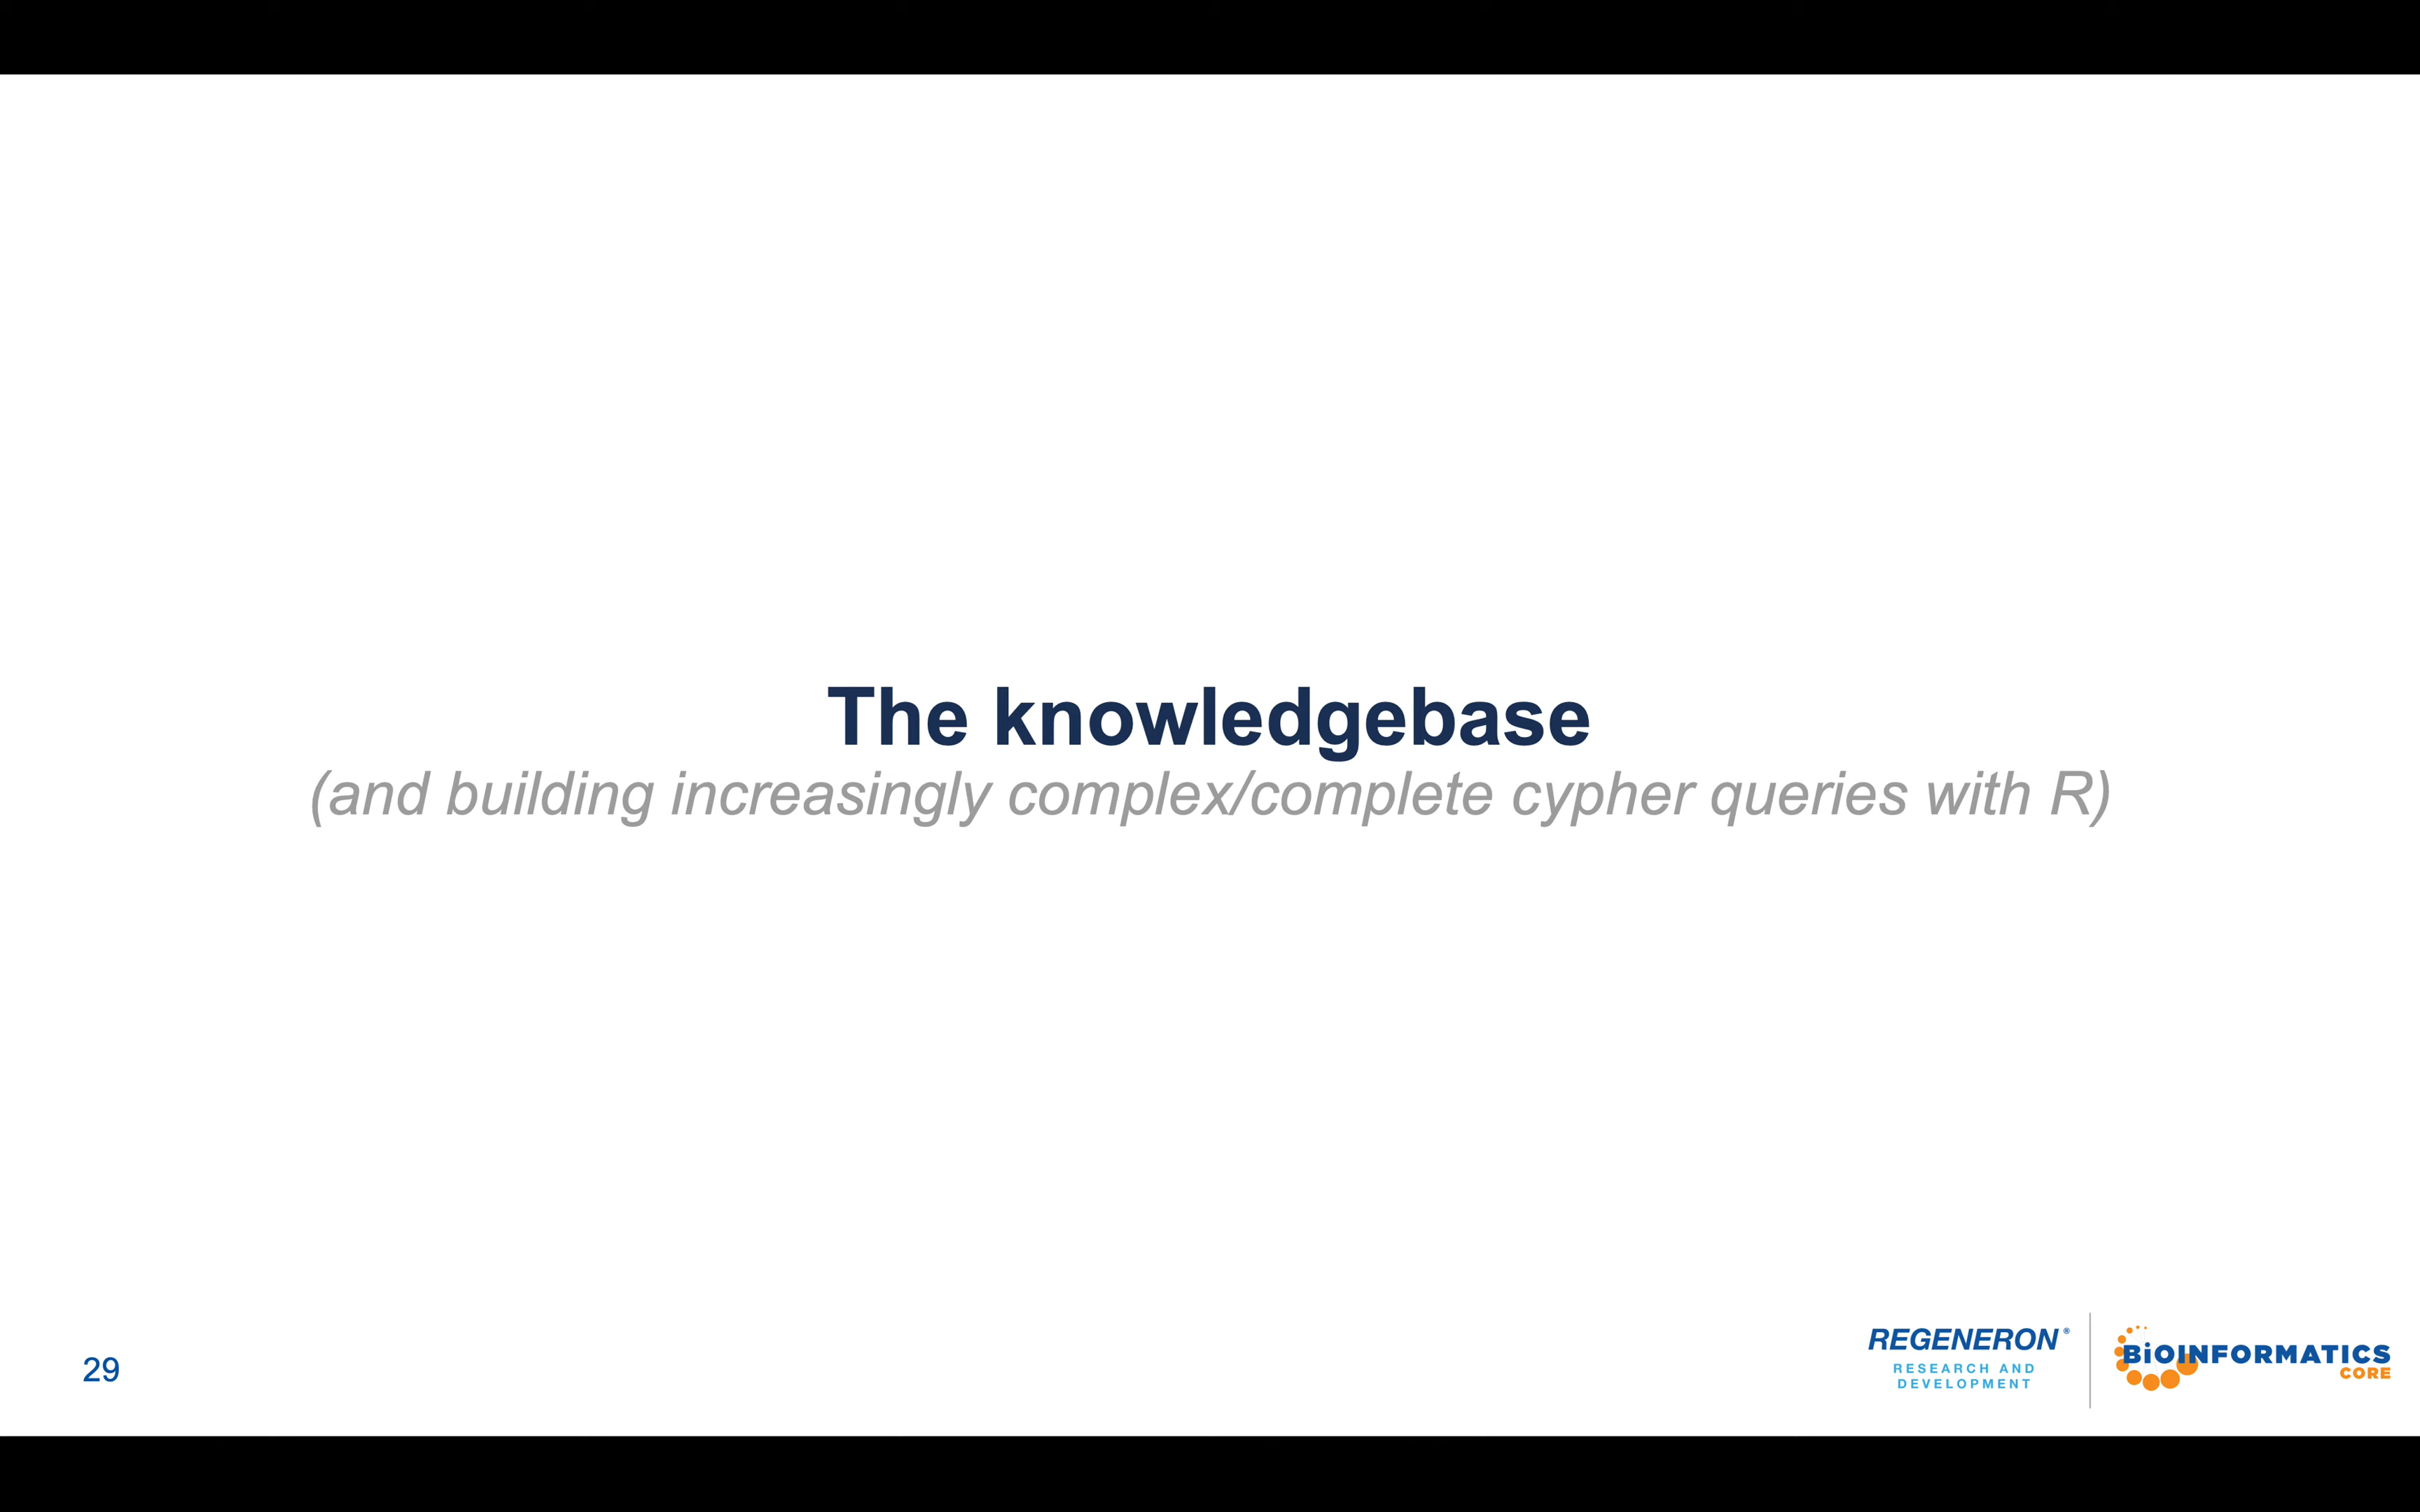 The knowledgebase
(and building increasingly complex/complete cypher queries with R)
29
REGENERON®
RESEARCH AND
DEVELOPMENT
BiOINFORMATICS
CORE